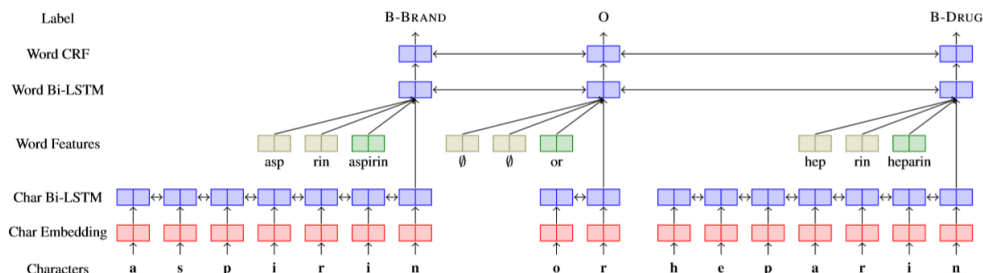 Label B-BRAND O B-DRUG
Word CRF
Word Bi-LSTM
Word Features
asp rin aspirin ∅ ∅ or hep rin heparin
Char Bi-LSTM
Char Embedding
Characters a s p i r i n o r h e p a r i n